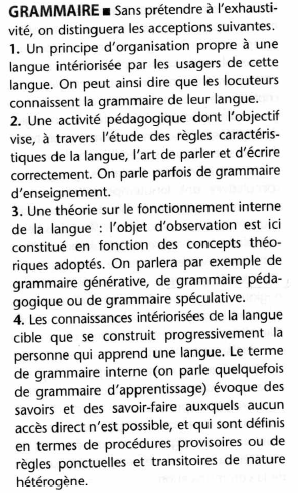 GRAMMAIRE ■ Sans prétendre à l'exhausti-
vité, on distinguera les acceptions suivantes.
1. Un principe d'organisation propre à une
langue intériorisée par les usagers de cette
langue. On peut ainsi dire que les locuteurs
connaissent la grammaire de leur langue.
2. Une activité pédagogique dont l'objectif
vise, à travers l'étude des règles caractéris-
tiques de la langue, l'art de parler et d'écrire
correctement. On parle parfois de grammaire
d'enseignement.
3. Une théorie sur le fonctionnement interne
de la langue : l'objet d'observation est ici
constitué en fonction des concepts théo-
riques adoptés. On parlera par exemple de
grammaire générative, de grammaire péda-
gogique ou de grammaire spéculative.
4. Les connaissances intériorisées de la langue
cible que se construit progressivement la
personne qui apprend une langue. Le terme
de grammaire interne (on parle quelquefois
de grammaire d'apprentissage) évoque des
savoirs et des savoir-faire auxquels aucun
accès direct n'est possible, et qui sont définis
en termes de procédures provisoires ou de
règles ponctuelles et transitoires de nature
hétérogène.